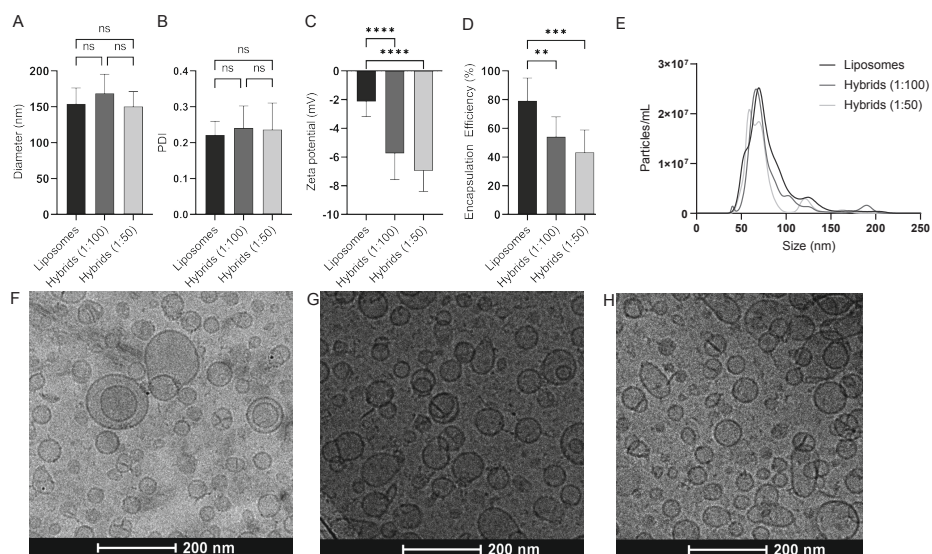 A
ns
ns
ns
Diameter (nm)
200
150
100
50
0
Liposomes
Hybrids (1:100)
Hybrids (1:50)
B
ns
ns
ns
PDI
0.4
0.3
0.2
0.1
0.0
Liposomes
Hybrids (1:100)
Hybrids (1:50)
C
****
****
Zeta potential (mV)
0
-2
-4
-6
-8
-10
Liposomes
Hybrids (1:100)
Hybrids (1:50)
D
***
**
Encapsulation Efficiency (%)
100
80
60
40
20
0
Liposomes
Hybrids (1:100)
Hybrids (1:50)
E
Liposomes
Hybrids (1:100)
Hybrids (1:50)
Particles/mL
3×10⁷
2×10⁷
1×10⁷
0
0 50 100 150 200 250
Size (nm)
F
200 nm
G
200 nm
H
200 nm